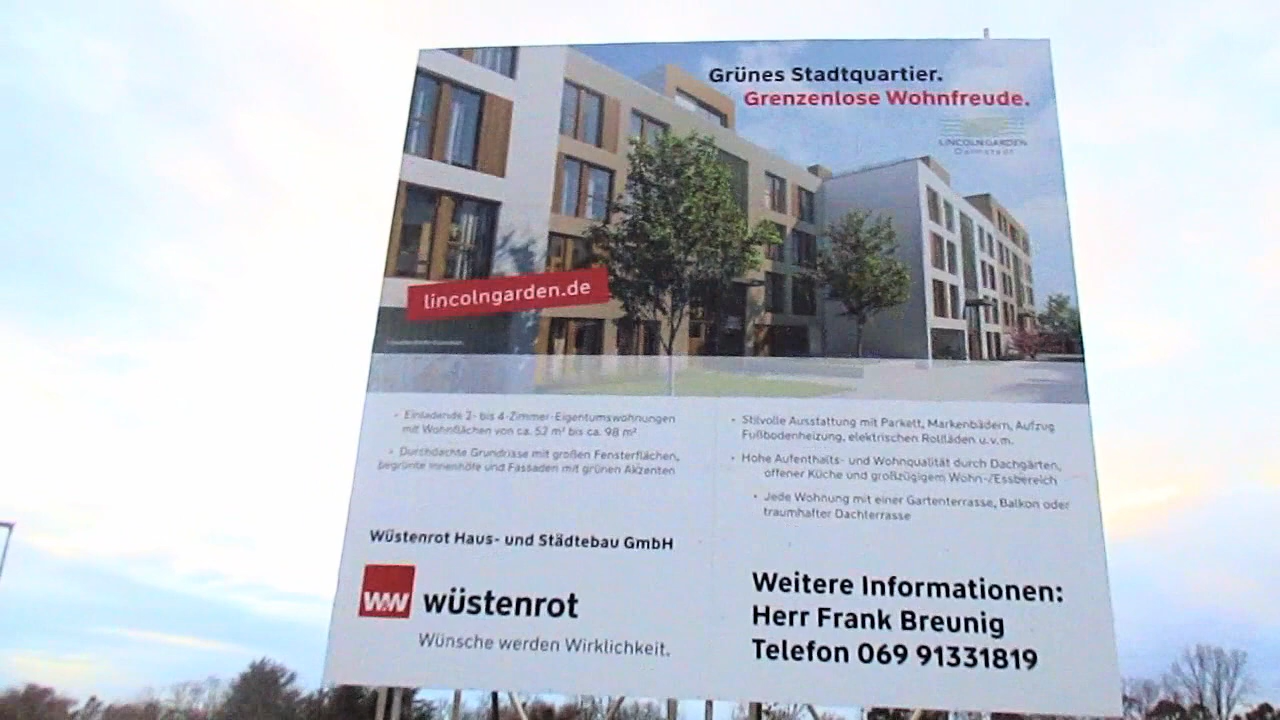 Grünes Stadtquartier.
Grenzenlose Wohnfreude.
LINCOLN GARDEN
Darmstadt
lincolngarden.de
• Einladende 2- bis 4-Zimmer-Eigentumswohnungen
mit Wohnflächen von ca. 52 m² bis ca. 98 m²
• Durchdachte Grundrisse mit großen Fensterflächen,
begrünte Innenhöfe und Fassaden mit grünen Akzenten
• Stilvolle Ausstattung mit Parkett, Markenbädern, Aufzug
Fußbodenheizung, elektrischen Rollläden u.v.m.
• Hohe Aufenthalts- und Wohnqualität durch Dachgärten,
offener Küche und großzügigem Wohn-/Essbereich
• Jede Wohnung mit einer Gartenterrasse, Balkon oder
traumhafter Dachterrasse
Wüstenrot Haus- und Städtebau GmbH
W&W wüstenrot
Wünsche werden Wirklichkeit.
Weitere Informationen:
Herr Frank Breunig
Telefon 069 91331819